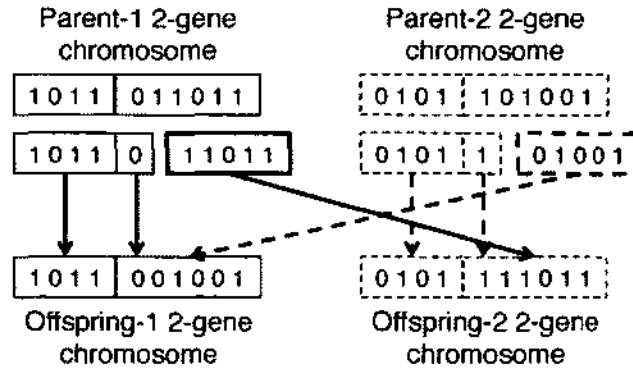 Parent-1 2-gene
chromosome
Parent-2 2-gene
chromosome
1011 011011
0101 101001
1011 0 11011
0101 1 01001
1011 001001
0101 111011
Offspring-1 2-gene
chromosome
Offspring-2 2-gene
chromosome